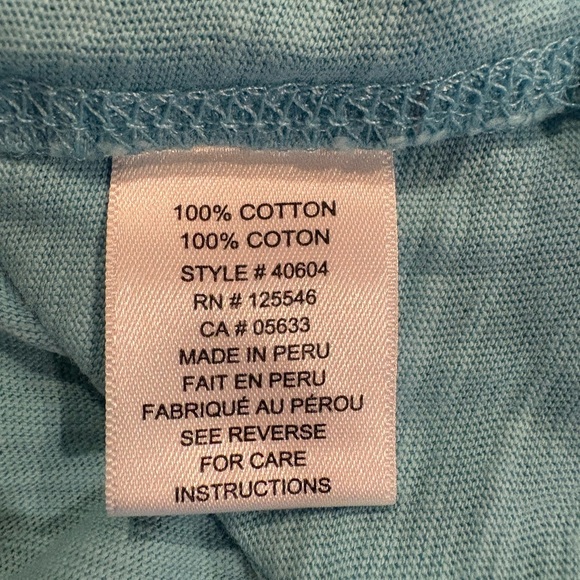 100% COTTON
100% COTON
STYLE # 40604
RN # 125546
CA # 05633
MADE IN PERU
FAIT EN PERU
FABRIQUÉ AU PÉROU
SEE REVERSE
FOR CARE
INSTRUCTIONS